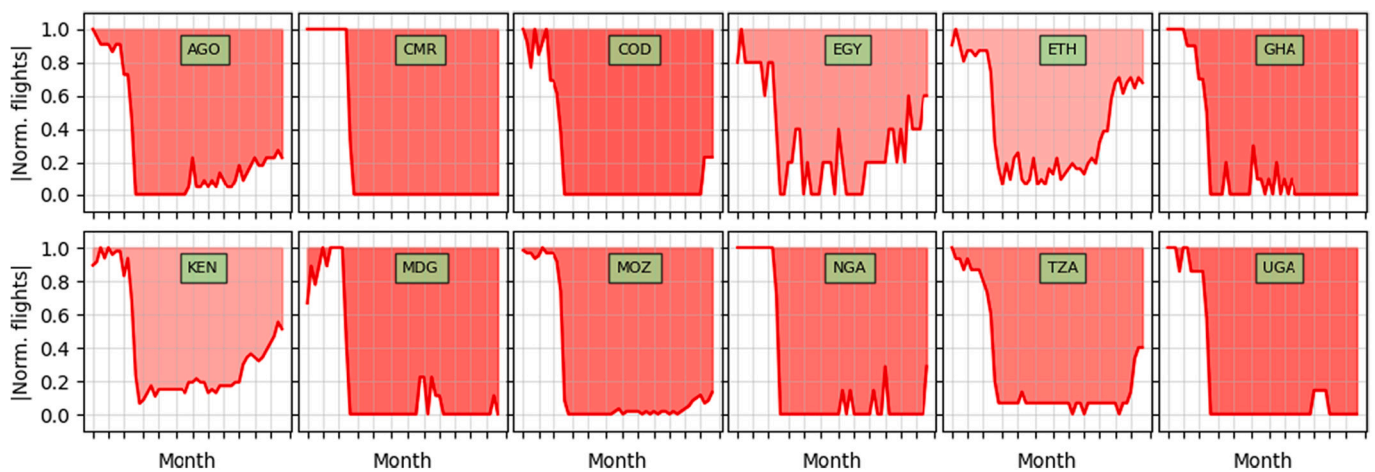 |Norm. flights|
1.0
0.8
0.6
0.4
0.2
0.0
AGO
CMR
COD
EGY
ETH
GHA
|Norm. flights|
1.0
0.8
0.6
0.4
0.2
0.0
KEN
MDG
MOZ
NGA
TZA
UGA
Month
Month
Month
Month
Month
Month